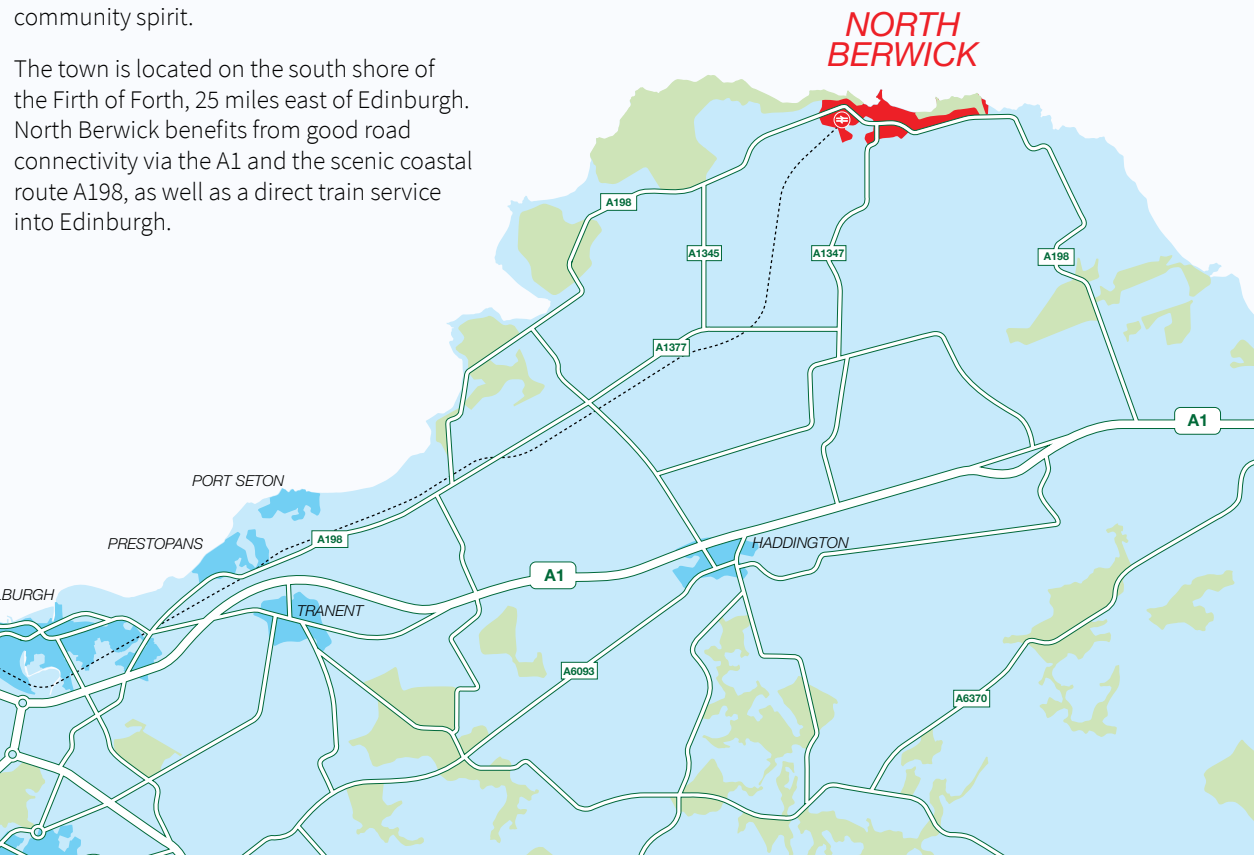 community spirit.
The town is located on the south shore of
the Firth of Forth, 25 miles east of Edinburgh.
North Berwick benefits from good road
connectivity via the A1 and the scenic coastal
route A198, as well as a direct train service
into Edinburgh.
NORTH
BERWICK
A198
A1345
A1347
A198
A1377
A1
PORT SETON
A198
PRESTOPANS
HADDINGTON
A1
LBURGH
TRANENT
A6093
A6370